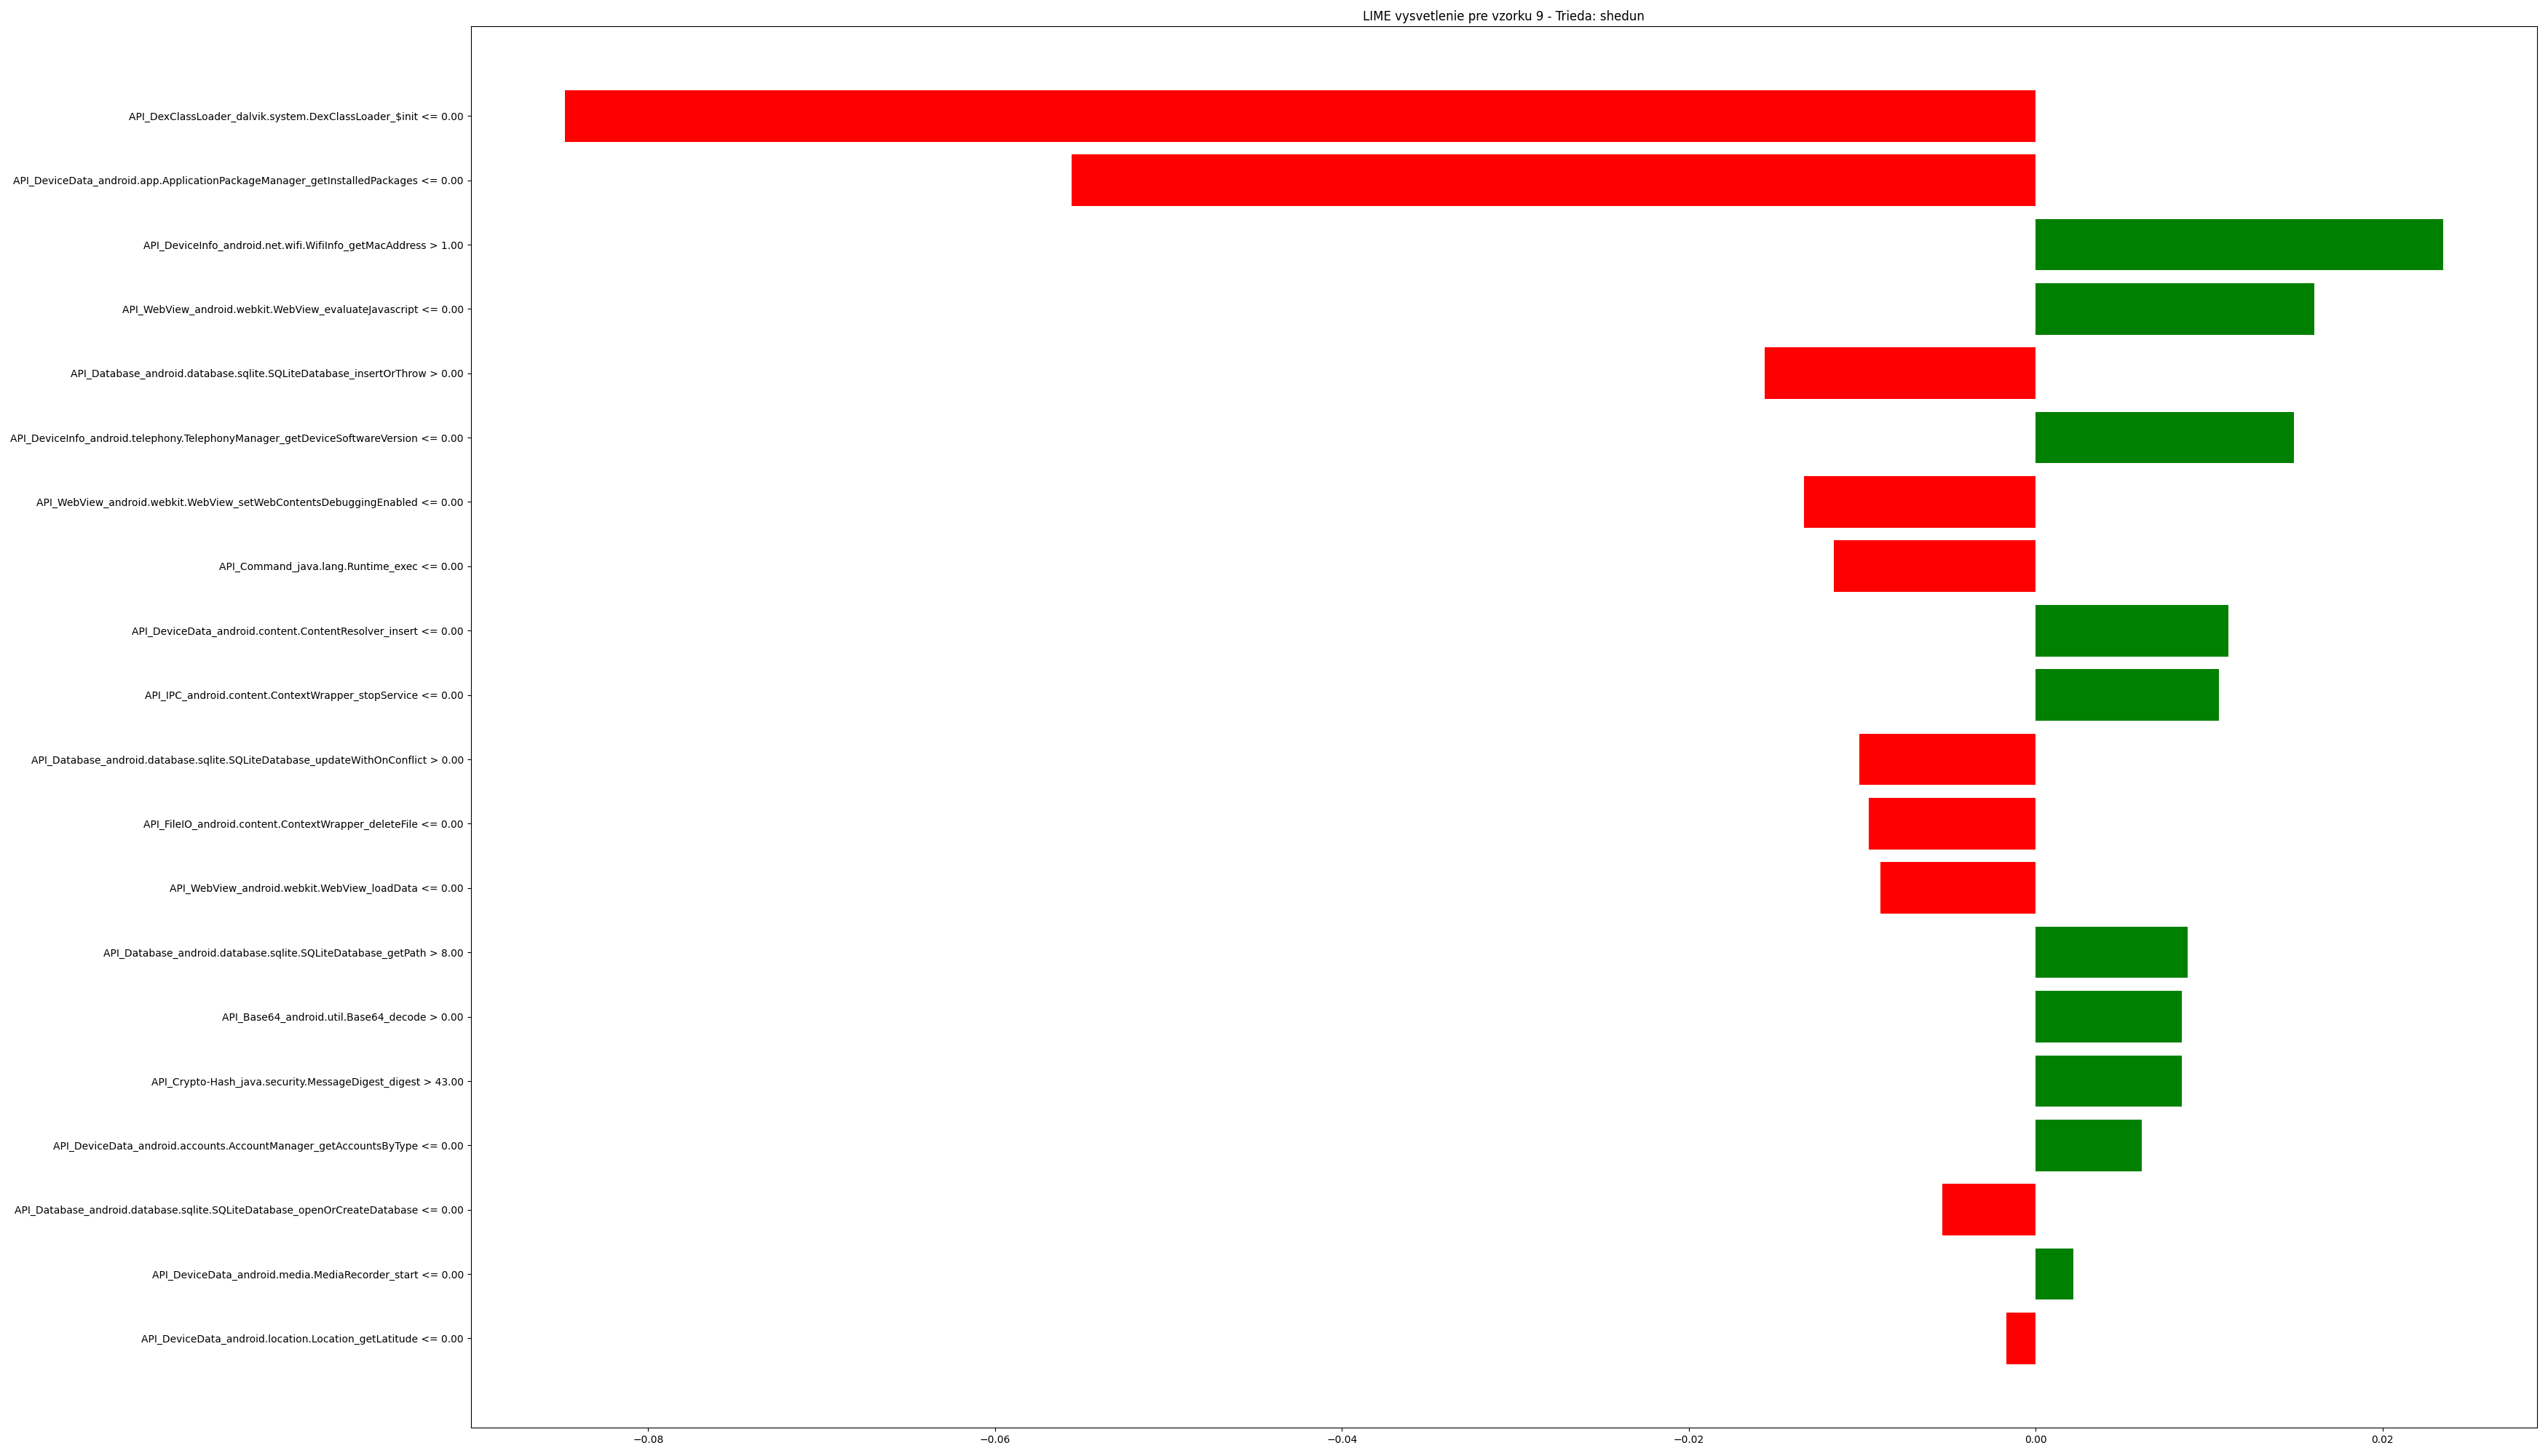 LIME vysvetlenie pre vzorku 9 - Trieda: shedun
API_DexClassLoader_dalvik.system.DexClassLoader_$init <= 0.00
API_DeviceData_android.app.ApplicationPackageManager_getInstalledPackages <= 0.00
API_DeviceInfo_android.net.wifi.WifiInfo_getMacAddress > 1.00
API_WebView_android.webkit.WebView_evaluateJavascript <= 0.00
API_Database_android.database.sqlite.SQLiteDatabase_insertOrThrow > 0.00
API_DeviceInfo_android.telephony.TelephonyManager_getDeviceSoftwareVersion <= 0.00
API_WebView_android.webkit.WebView_setWebContentsDebuggingEnabled <= 0.00
API_Command_java.lang.Runtime_exec <= 0.00
API_DeviceData_android.content.ContentResolver_insert <= 0.00
API_IPC_android.content.ContextWrapper_stopService <= 0.00
API_Database_android.database.sqlite.SQLiteDatabase_updateWithOnConflict > 0.00
API_FileIO_android.content.ContextWrapper_deleteFile <= 0.00
API_WebView_android.webkit.WebView_loadData <= 0.00
API_Database_android.database.sqlite.SQLiteDatabase_getPath > 8.00
API_Base64_android.util.Base64_decode > 0.00
API_Crypto-Hash_java.security.MessageDigest_digest > 43.00
API_DeviceData_android.accounts.AccountManager_getAccountsByType <= 0.00
API_Database_android.database.sqlite.SQLiteDatabase_openOrCreateDatabase <= 0.00
API_DeviceData_android.media.MediaRecorder_start <= 0.00
API_DeviceData_android.location.Location_getLatitude <= 0.00
−0.08 −0.06 −0.04 −0.02 0.00 0.02